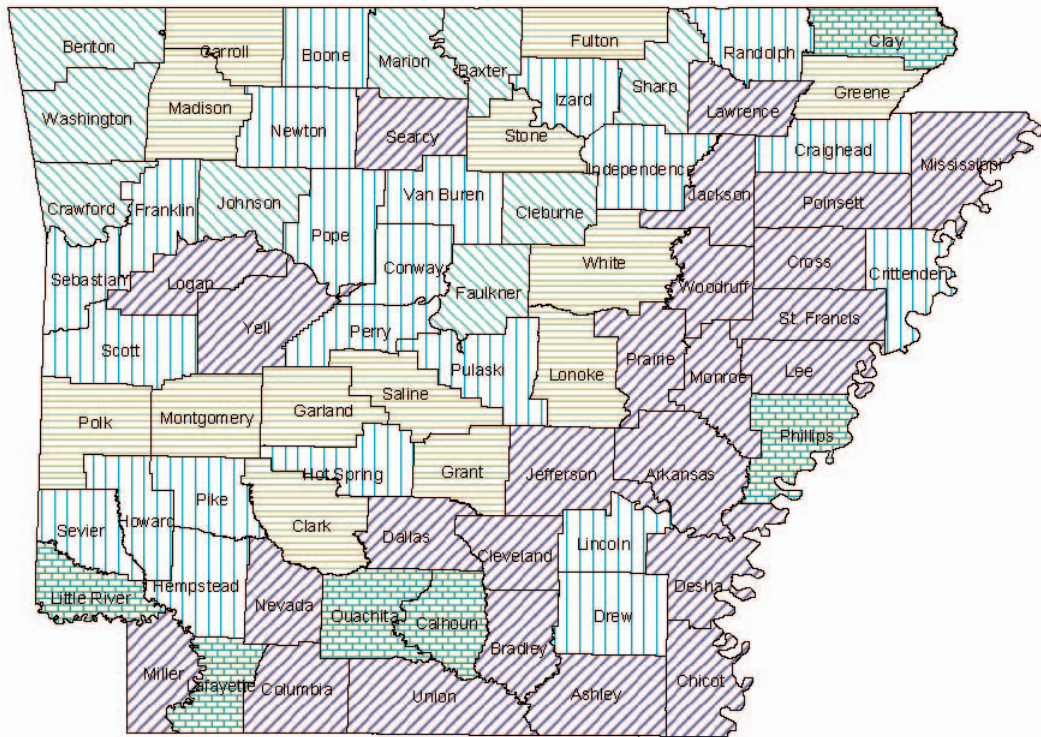 Benton
Carroll
Boone
Marion
Baxter
Fulton
Randolph
Clay
Izard
Sharp
Lawrence
Greene
Washington
Madison
Newton
Searcy
Stone
Independence
Craighead
Mississippi
Crawford
Franklin
Johnson
Pope
Van Buren
Cleburne
Jackson
Poinsett
Sebastian
Logan
Conway
Faulkner
White
Woodruff
Cross
Crittenden
Scott
Yell
Perry
Pulaski
Lonoke
Prairie
Monroe
St. Francis
Lee
Polk
Montgomery
Garland
Saline
Phillips
Hot Spring
Grant
Jefferson
Arkansas
Sevier
Howard
Pike
Clark
Dallas
Cleveland
Lincoln
Desha
Little River
Hempstead
Nevada
Ouachita
Calhoun
Bradley
Drew
Miller
Lafayette
Columbia
Union
Ashley
Chicot